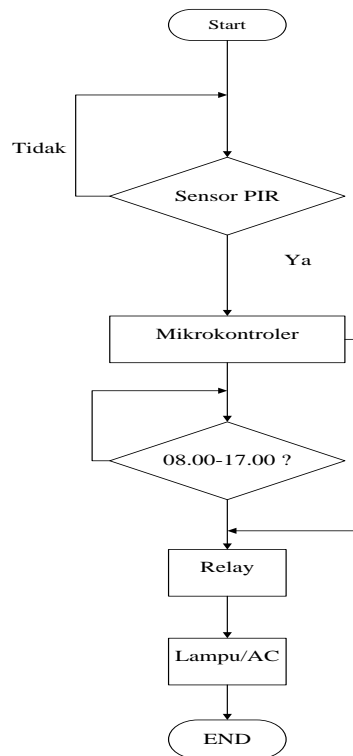 Start
Tidak
Sensor PIR
Ya
Mikrokontroler
08.00-17.00 ?
Relay
Lampu/AC
END